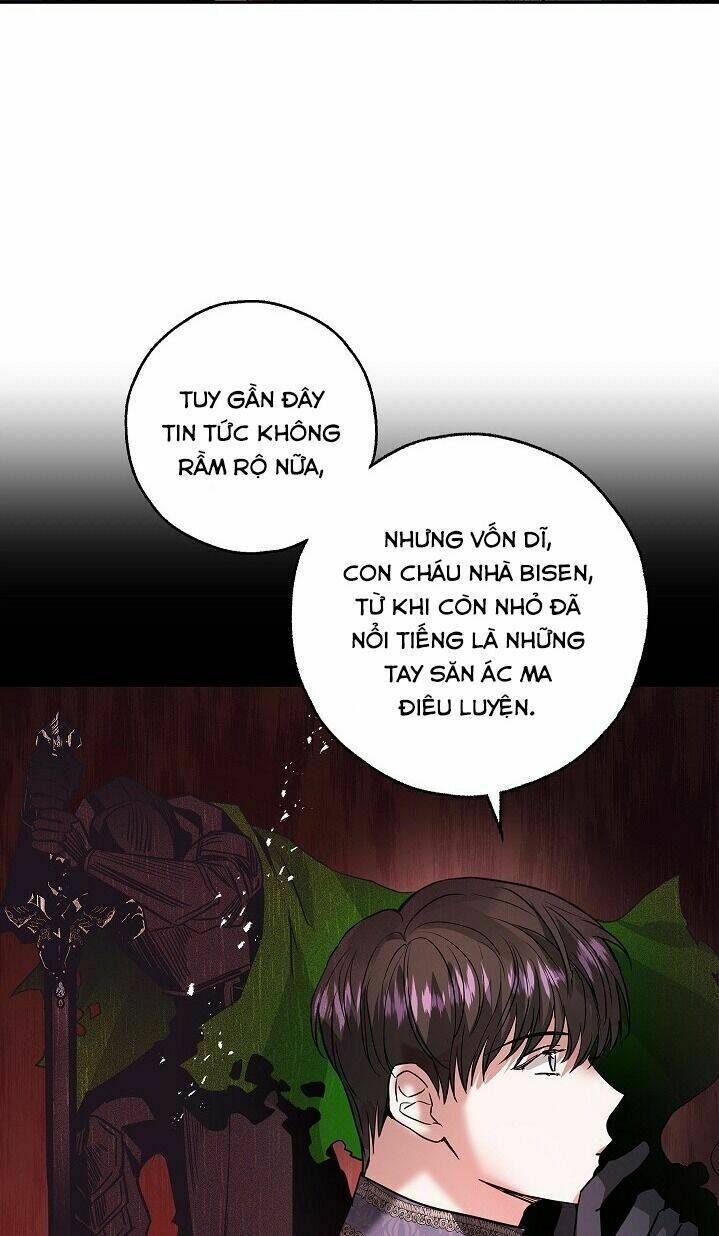 TUY GẦN ĐÂY
TIN TỨC KHÔNG
RẦM RỘ NỮA,
NHƯNG VỐN DĨ,
CON CHÁU NHÀ BISEN,
TỪ KHI CÒN NHỎ ĐÃ
NỔI TIẾNG LÀ NHỮNG
TAY SĂN ÁC MA
ĐIÊU LUYỆN.